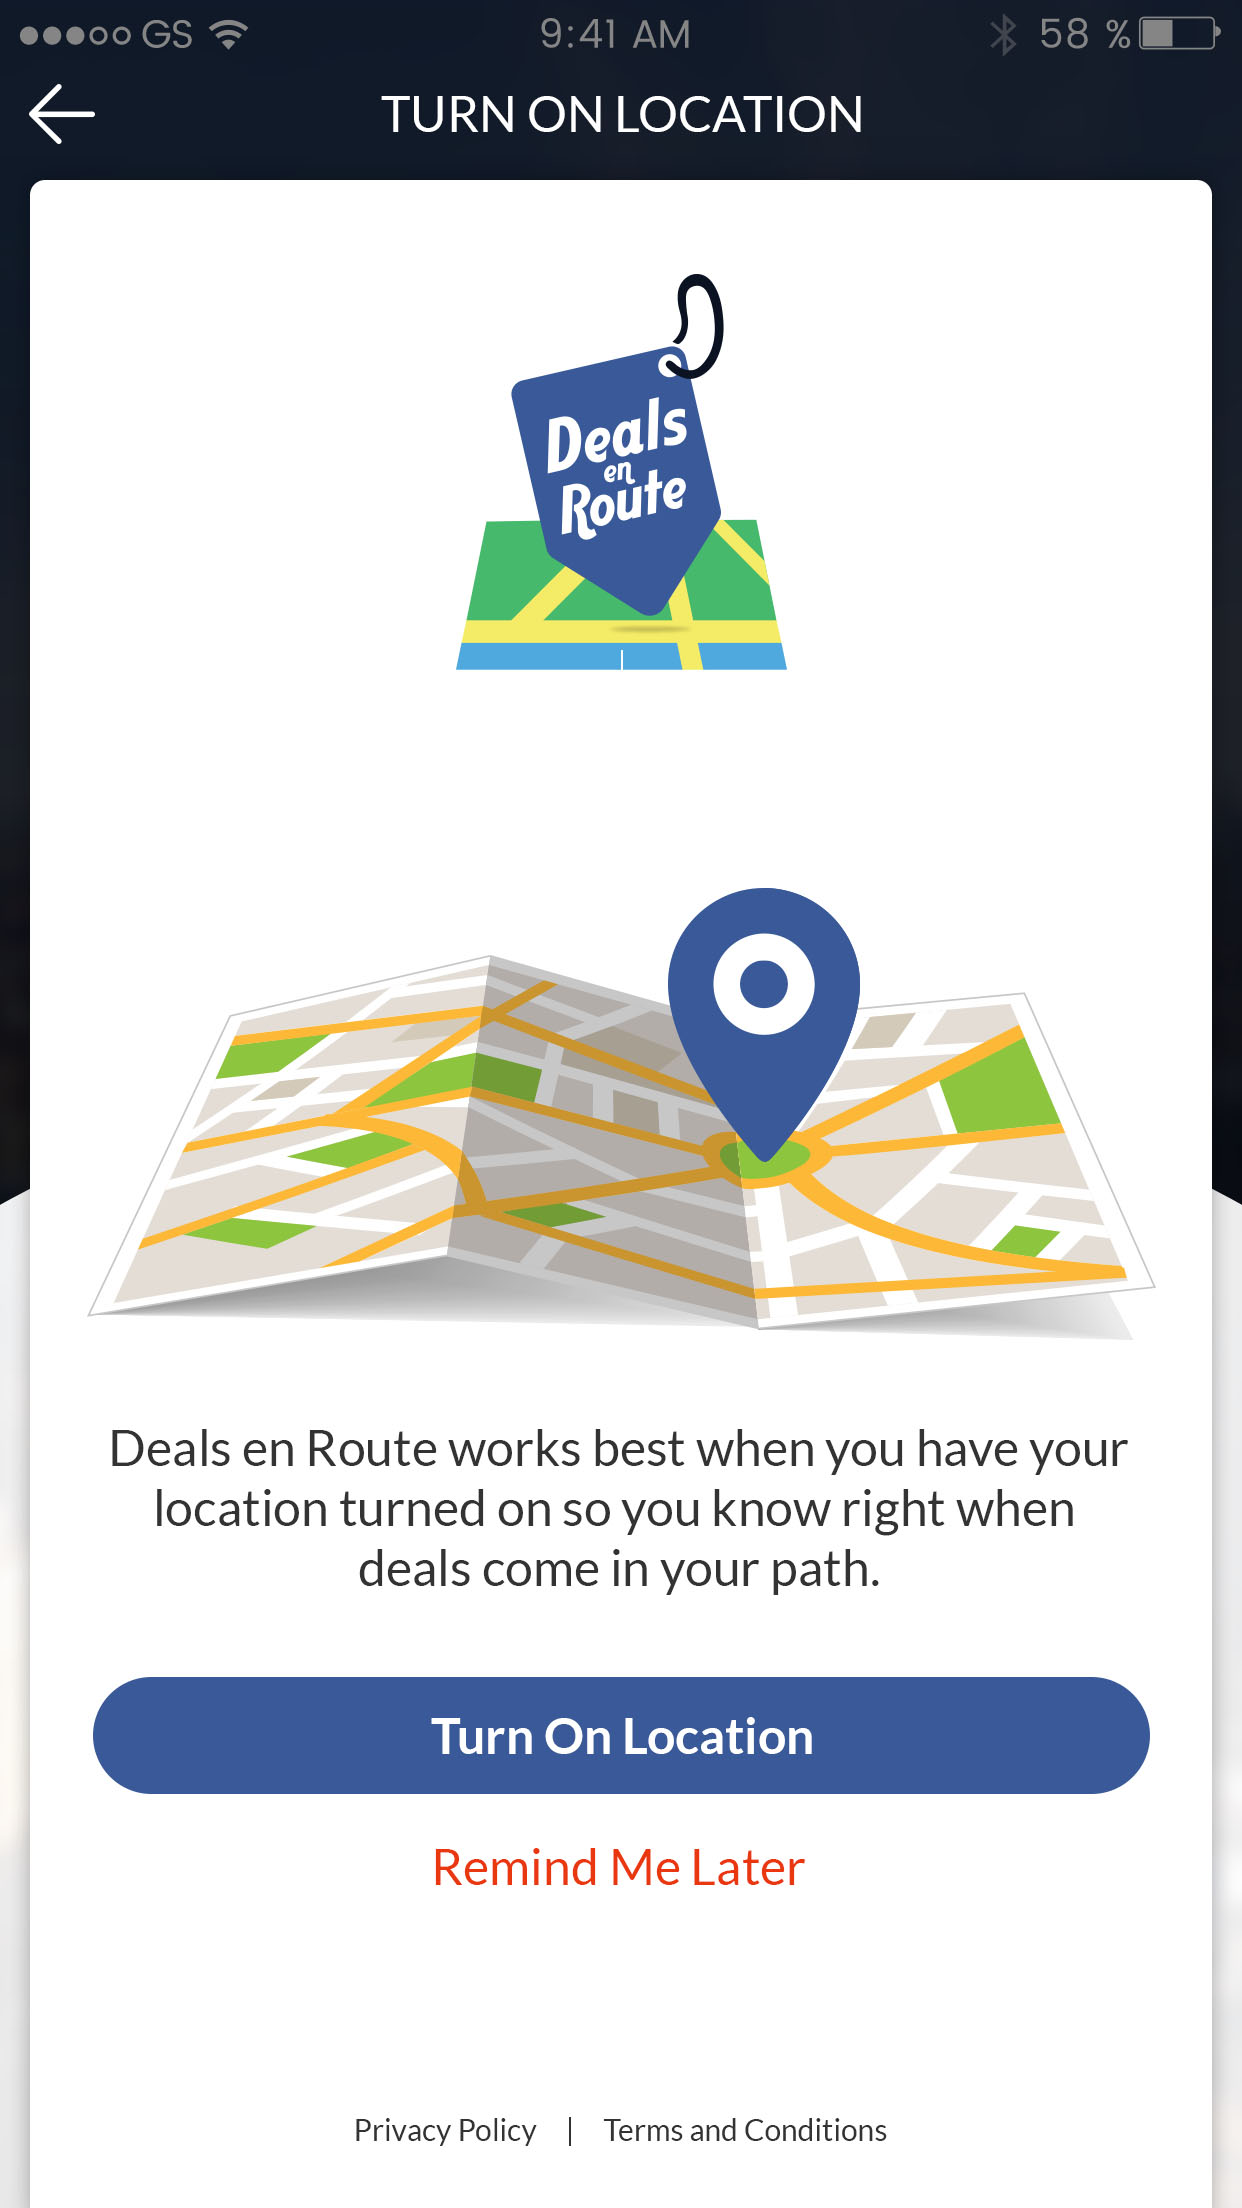 GS 9:41 AM 58 %
TURN ON LOCATION
Deals
en
Route
Deals en Route works best when you have your
location turned on so you know right when
deals come in your path.
Turn On Location
Remind Me Later
Privacy Policy | Terms and Conditions